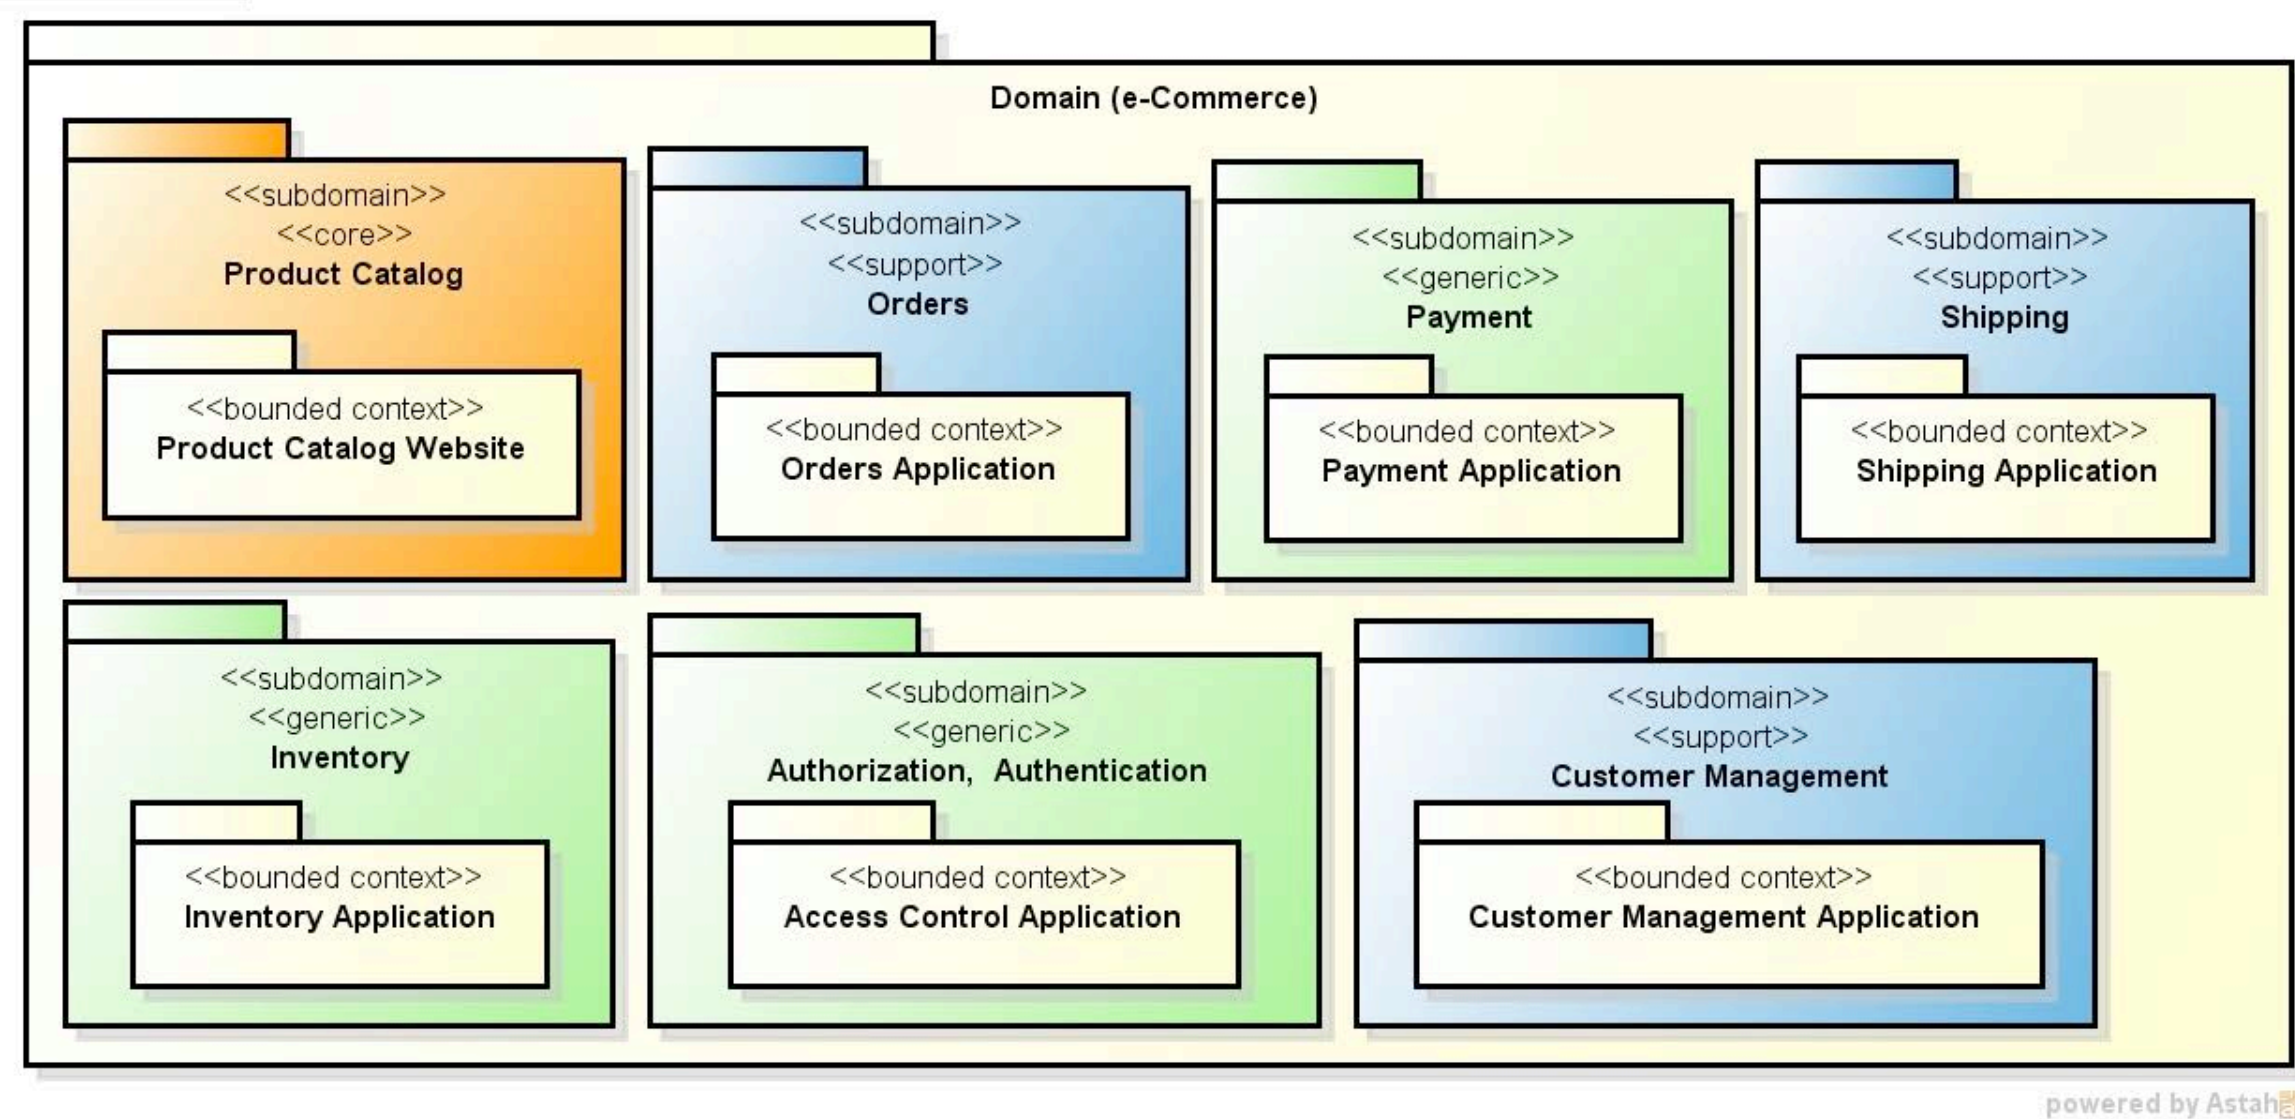 Domain (e-Commerce)
<<subdomain>>
<<core>>
Product Catalog
<<bounded context>>
Product Catalog Website
<<subdomain>>
<<support>>
Orders
<<bounded context>>
Orders Application
<<subdomain>>
<<generic>>
Payment
<<bounded context>>
Payment Application
<<subdomain>>
<<support>>
Shipping
<<bounded context>>
Shipping Application
<<subdomain>>
<<generic>>
Inventory
<<bounded context>>
Inventory Application
<<subdomain>>
<<generic>>
Authorization, Authentication
<<bounded context>>
Access Control Application
<<subdomain>>
<<support>>
Customer Management
<<bounded context>>
Customer Management Application
powered by Astah